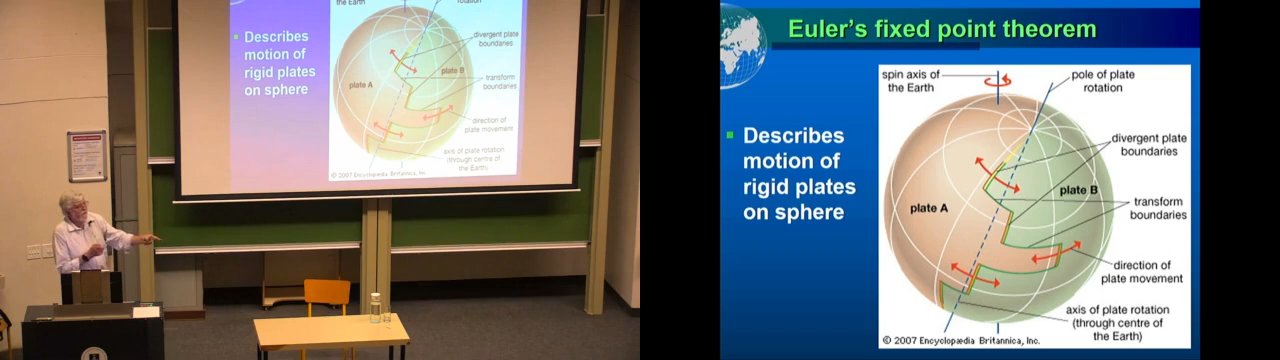 the Earth
rotation
Describes
motion of
rigid plates
on sphere
divergent plate
boundaries
plate B
plate A
transform
boundaries
direction of
plate movement
axis of plate rotation
(through centre of
the Earth)
© 2007 Encyclopædia Britannica, Inc.
Euler's fixed point theorem
spin axis of
the Earth
pole of plate
rotation
Describes
motion of
rigid plates
on sphere
divergent plate
boundaries
plate B
plate A
transform
boundaries
direction of
plate movement
axis of plate rotation
(through centre of
the Earth)
© 2007 Encyclopædia Britannica, Inc.